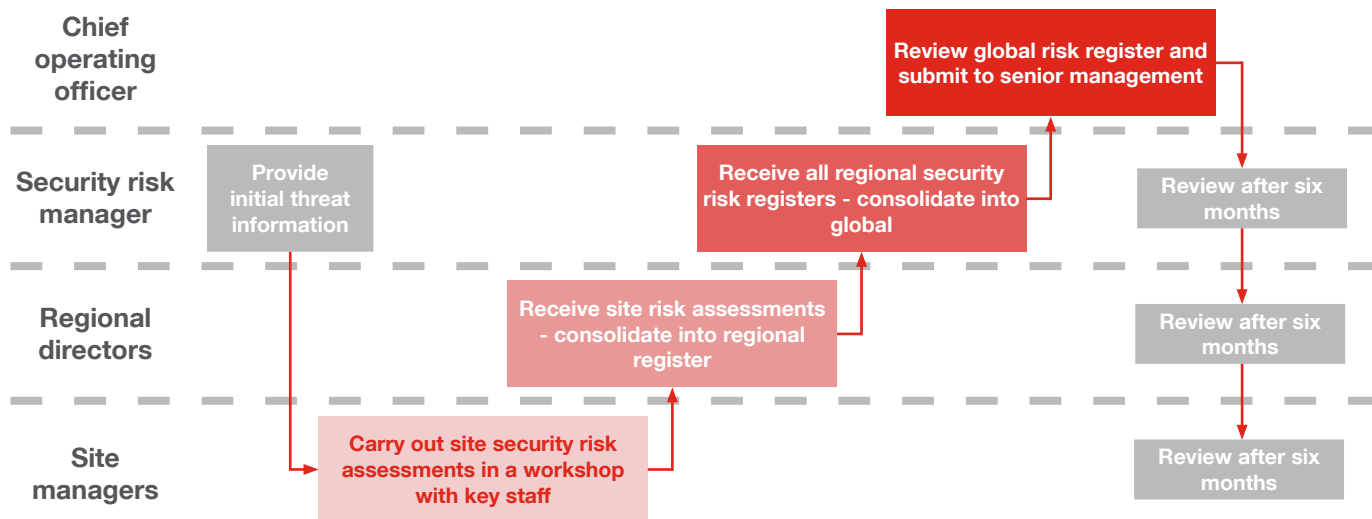 Chief
operating
officer
Review global risk register and
submit to senior management
Security risk
manager
Provide
initial threat
information
Receive all regional security
risk registers - consolidate into
global
Review after six
months
Regional
directors
Receive site risk assessments
- consolidate into regional
register
Review after six
months
Site
managers
Carry out site security risk
assessments in a workshop
with key staff
Review after six
months